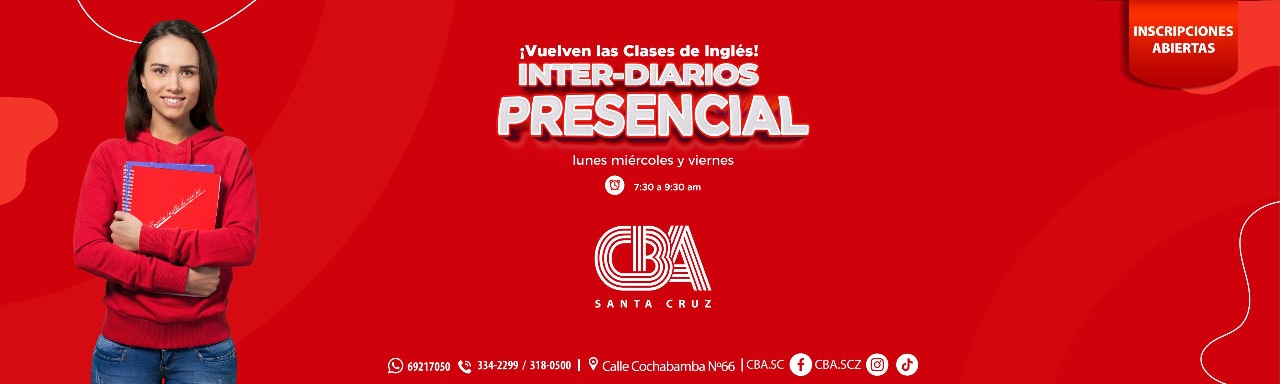 INSCRIPCIONES
ABIERTAS
¡Vuelven las Clases de Inglés!
INTER-DIARIOS
PRESENCIAL
lunes miércoles y viernes
7:30 a 9:30 am
CBA
SANTA CRUZ
69217050 334-2299 / 318-0500 | Calle Cochabamba Nº66 | CBA.SC CBA.SCZ